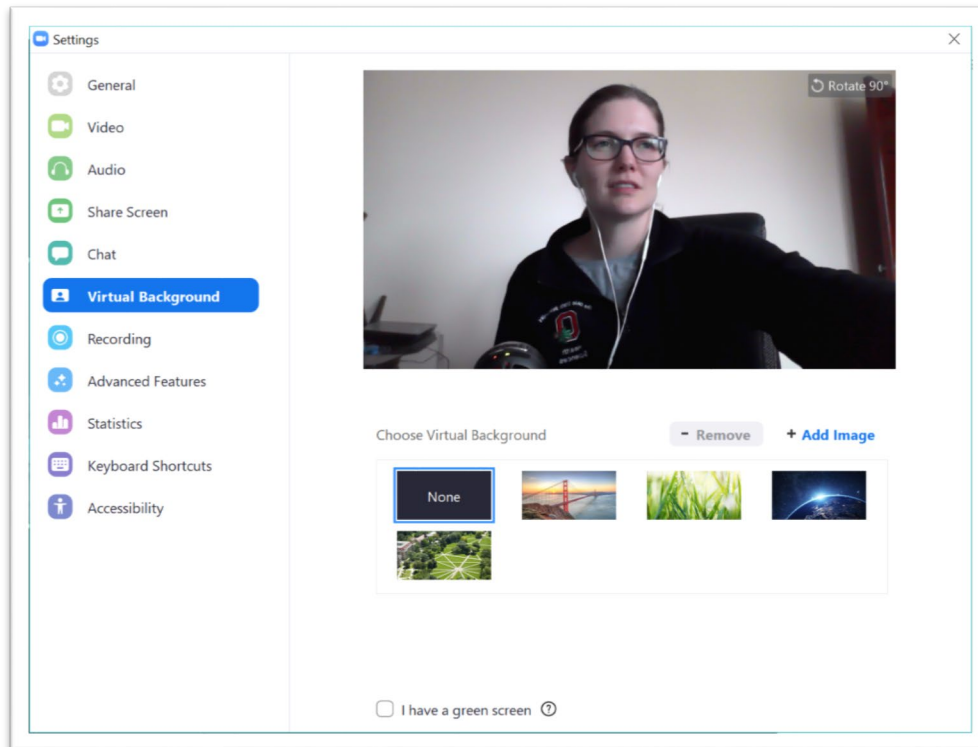 Settings
General
Video
Audio
Share Screen
Chat
Virtual Background
Recording
Advanced Features
Statistics
Keyboard Shortcuts
Accessibility
Rotate 90°
Choose Virtual Background
- Remove
+ Add Image
None
I have a green screen ?